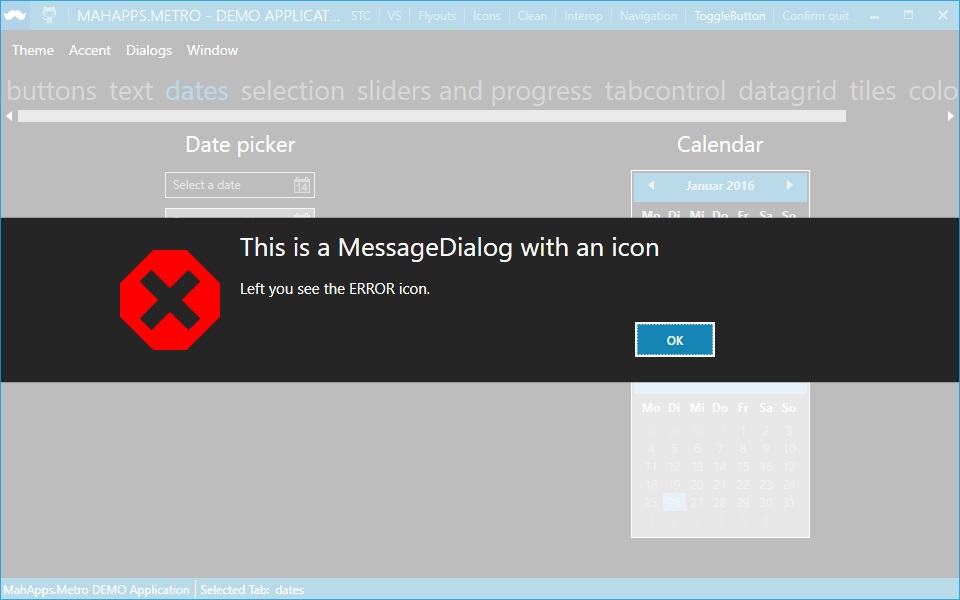 MAHAPPS.METRO - DEMO APPLICAT... STC VS Flyouts Icons Clean Interop Navigation ToggleButton Confirm quit
Theme Accent Dialogs Window
buttons text dates selection sliders and progress tabcontrol datagrid tiles colo
Date picker
Calendar
Select a date 14
Januar 2016
Mo Di Mi Do Fr Sa So
This is a MessageDialog with an icon
Left you see the ERROR icon.
OK
Mo Di Mi Do Fr Sa So
1 2 3
4 5 6 7 8 9 10
11 12 13 14 15 16 17
18 19 20 21 22 23 24
25 26 27 28 29 30 31
MahApps.Metro DEMO Application Selected Tab: dates